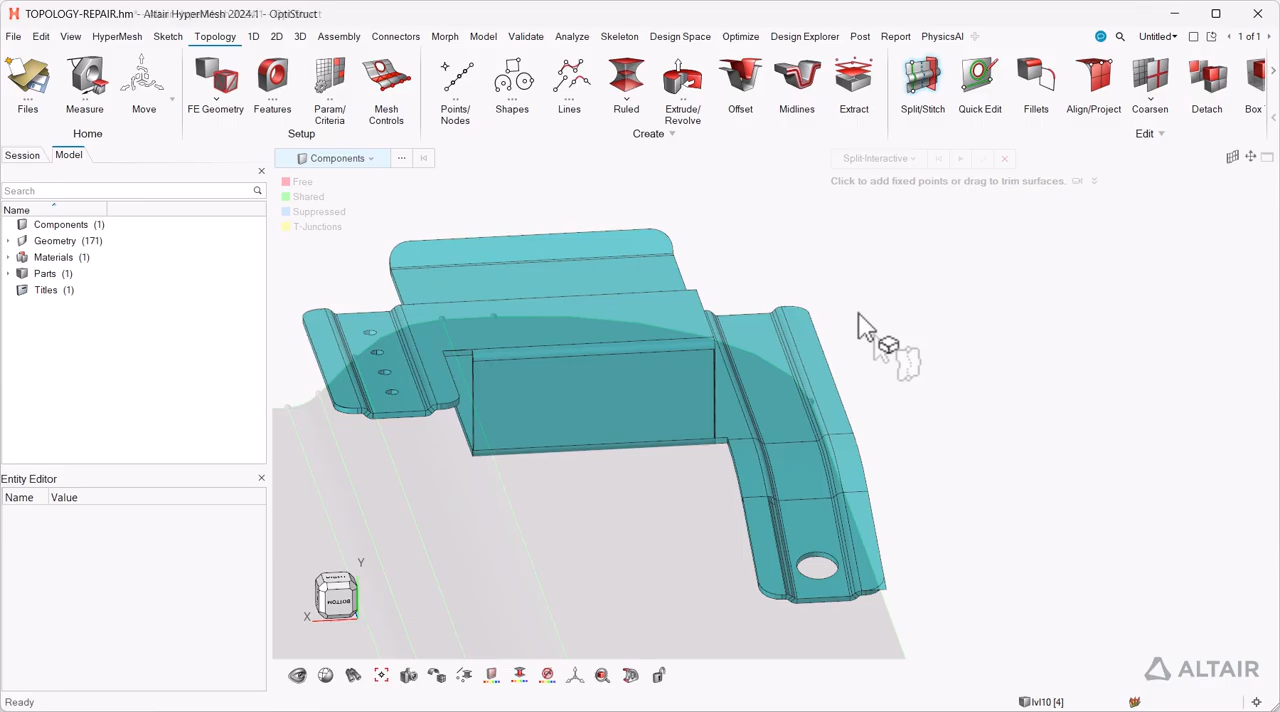 TOPOLOGY-REPAIR.hm - Altair HyperMesh 2024.1 - OptiStruct
File Edit View HyperMesh Sketch Topology 1D 2D 3D Assembly Connectors Morph Model Validate Analyze Skeleton Design Space Optimize Design Explorer Post Report PhysicsAI Untitled 1 of 1
Files Measure Move FE Geometry Features Param/ Criteria Mesh Controls Points/ Nodes Shapes Lines Ruled Extrude/ Revolve Offset Midlines Extract Split/Stitch Quick Edit Fillets Align/Project Coarsen Detach Box
Home Setup Create Edit
Session Model
Components
Split-Interactive
Click to add fixed points or drag to trim surfaces.
Free
Shared
Suppressed
T-Junctions
Search
Name
Components (1)
Geometry (171)
Materials (1)
Parts (1)
Titles (1)
Entity Editor
Name Value
Y
X
BOTTOM
ALTAIR
Ready
lvl10 [4]